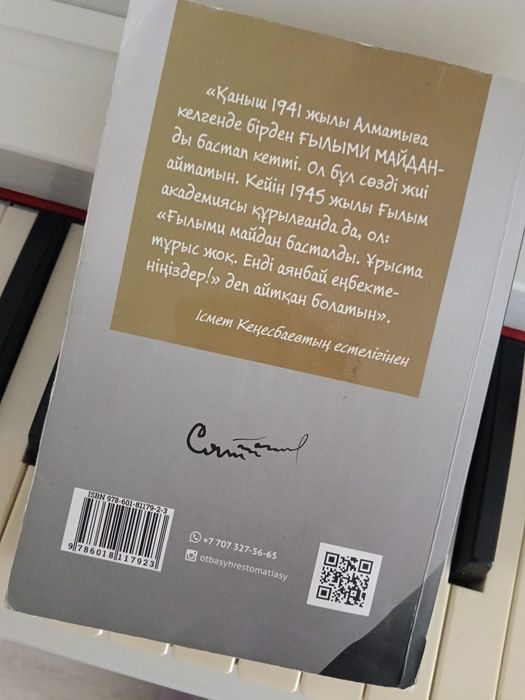 «Қаныш 1941 жылы Алматыға
келгенде бірден ҒЫЛЫМИ МАЙДАН-
ды бастап кетті. Ол бұл сөзді жиі
айтатын. Кейін 1945 жылы Ғылым
академиясы құрылғанда да, ол:
«Ғылыми майдан басталды. Ұрыста
тұрыс жоқ. Енді аянбай еңбекте-
ніңіздер!» деп айтқан болатын».
Ісмет Кеңесбаевтың естелігінен
ISBN 978-601-81179-2-3
9 786018 117923
+7 707 327-56-65
otbasyhrestomatiasy